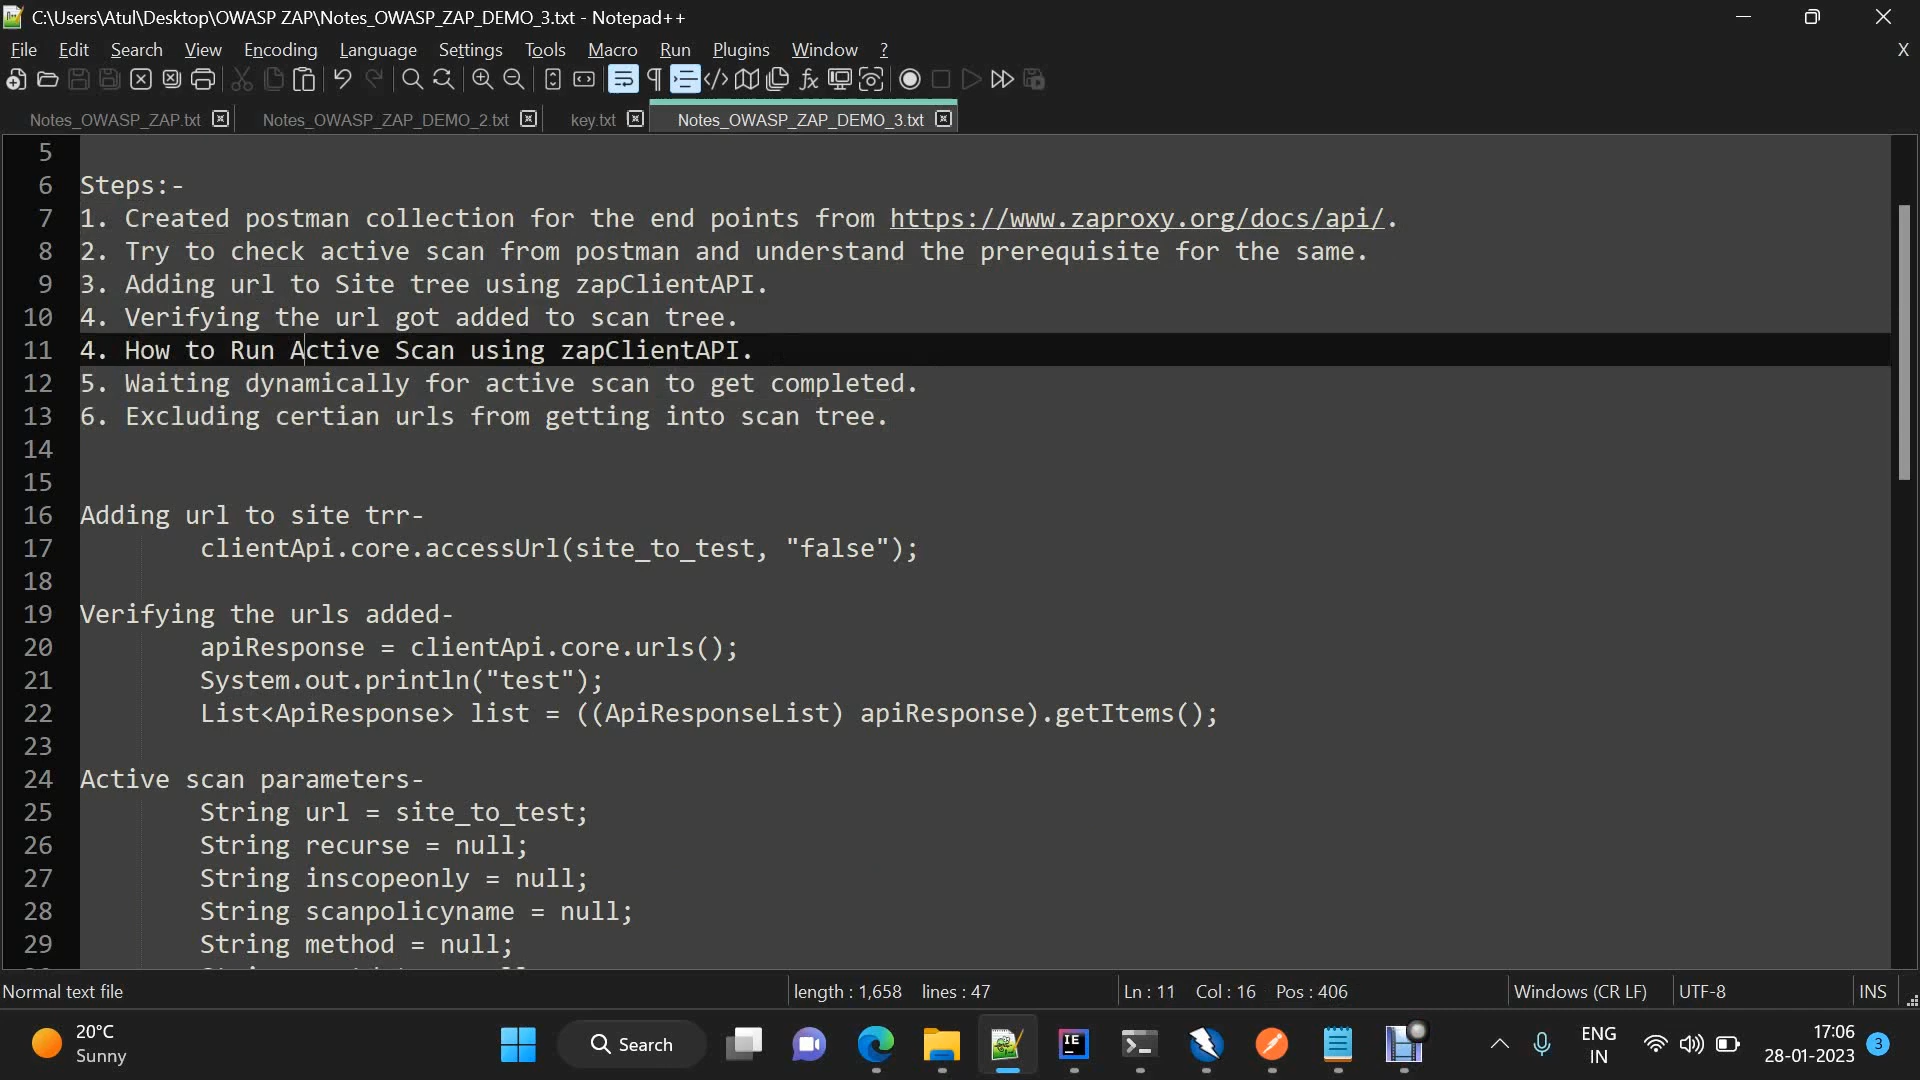 C:\Users\Atul\Desktop\OWASP ZAP\Notes_OWASP_ZAP_DEMO_3.txt - Notepad++
File Edit Search View Encoding Language Settings Tools Macro Run Plugins Window ? X
Notes_OWASP_ZAP.txt Notes_OWASP_ZAP_DEMO_2.txt key.txt Notes_OWASP_ZAP_DEMO_3.txt
5
6 Steps:-
7 1. Created postman collection for the end points from https://www.zaproxy.org/docs/api/.
8 2. Try to check active scan from postman and understand the prerequisite for the same.
9 3. Adding url to Site tree using zapClientAPI.
10 4. Verifying the url got added to scan tree.
11 4. How to Run Active Scan using zapClientAPI.
12 5. Waiting dynamically for active scan to get completed.
13 6. Excluding certian urls from getting into scan tree.
14
15
16 Adding url to site trr-
17 clientApi.core.accessUrl(site_to_test, "false");
18
19 Verifying the urls added-
20 apiResponse = clientApi.core.urls();
21 System.out.println("test");
22 List<ApiResponse> list = ((ApiResponseList) apiResponse).getItems();
23
24 Active scan parameters-
25 String url = site_to_test;
26 String recurse = null;
27 String inscopeonly = null;
28 String scanpolicyname = null;
29 String method = null;
Normal text file length : 1,658 lines : 47 Ln : 11 Col : 16 Pos : 406 Windows (CR LF) UTF-8 INS
20°C
Sunny
Search
ENG
IN
17:06
28-01-2023
3